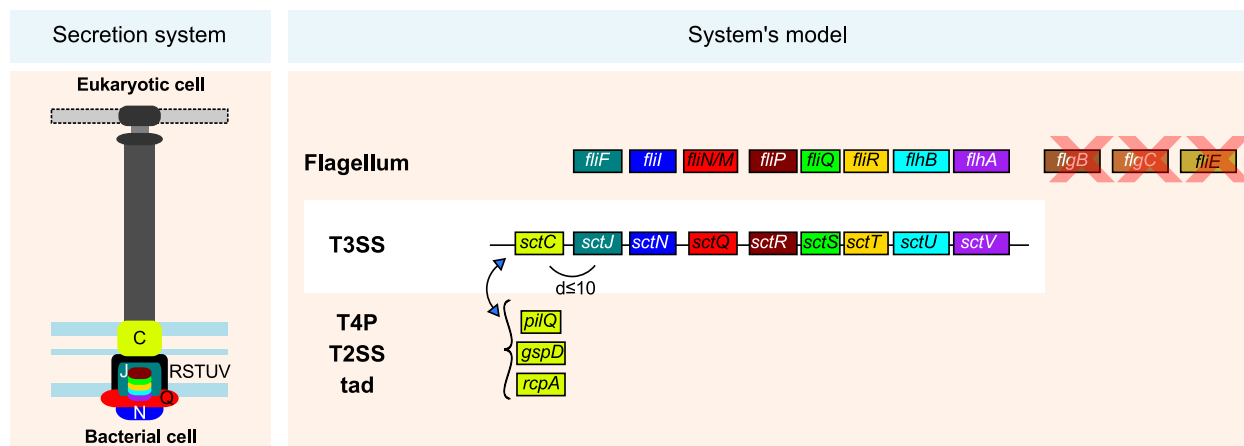 Secretion system
System's model
Eukaryotic cell
C
J
RSTUV
Q
N
Bacterial cell
Flagellum
fliF fliI fliN/M fliP fliQ fliR flhB flhA flgB flgC fliE
T3SS
sctC sctJ sctN sctQ sctR sctS sctT sctU sctV
d≤10
T4P
pilQ
T2SS
gspD
tad
rcpA